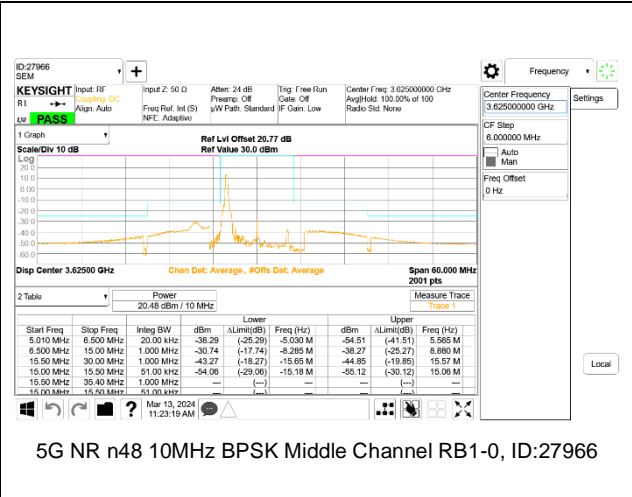 ID:27966
SEM
+
Frequency
KEYSIGHT
Input: RF
Coupling: DC
Align: Auto
Input Z: 50 Ω
Freq Ref: Int (S)
NFE: Adaptive
Atten: 24 dB
Preamp: Off
µW Path: Standard
Trig: Free Run
Gate: Off
IF Gain: Low
Center Freq: 3.625000000 GHz
Avg|Hold: 100.00% of 100
Radio Std: None
PASS
Center Frequency
3.625000000 GHz
Settings
CF Step
6.000000 MHz
Auto
Man
Freq Offset
0 Hz
1 Graph
Scale/Div 10 dB
Ref Lvl Offset 20.77 dB
Ref Value 30.0 dBm
Log
20.0
10.0
0.00
-10.0
-20.0
-30.0
-40.0
-50.0
-60.0
Disp Center 3.62500 GHz
Chan Det: Average, #Offs Det: Average
Span 60.000 MHz
2001 pts
2 Table
Power
20.48 dBm / 10 MHz
Measure Trace
Trace 1
Lower Upper
Start Freq Stop Freq Integ BW dBm ΔLimit(dB) Freq (Hz) dBm ΔLimit(dB) Freq (Hz)
5.010 MHz 6.500 MHz 20.00 kHz -38.29 (-25.29) -5.030 M -54.51 (-41.51) 5.565 M
6.500 MHz 15.00 MHz 1.000 MHz -30.74 (-17.74) -8.285 M -38.27 (-25.27) 8.880 M
15.50 MHz 30.00 MHz 1.000 MHz -43.27 (-18.27) -15.65 M -44.85 (-19.85) 15.57 M
15.00 MHz 15.50 MHz 51.00 kHz -54.06 (-29.06) -15.18 M -55.12 (-30.12) 15.06 M
15.50 MHz 35.40 MHz 1.000 MHz --- (---) --- (---)
15.00 MHz 15.50 MHz 51.00 kHz --- (---) --- (---)
Local
?
Mar 13, 2024
11:23:19 AM
5G NR n48 10MHz BPSK Middle Channel RB1-0, ID:27966